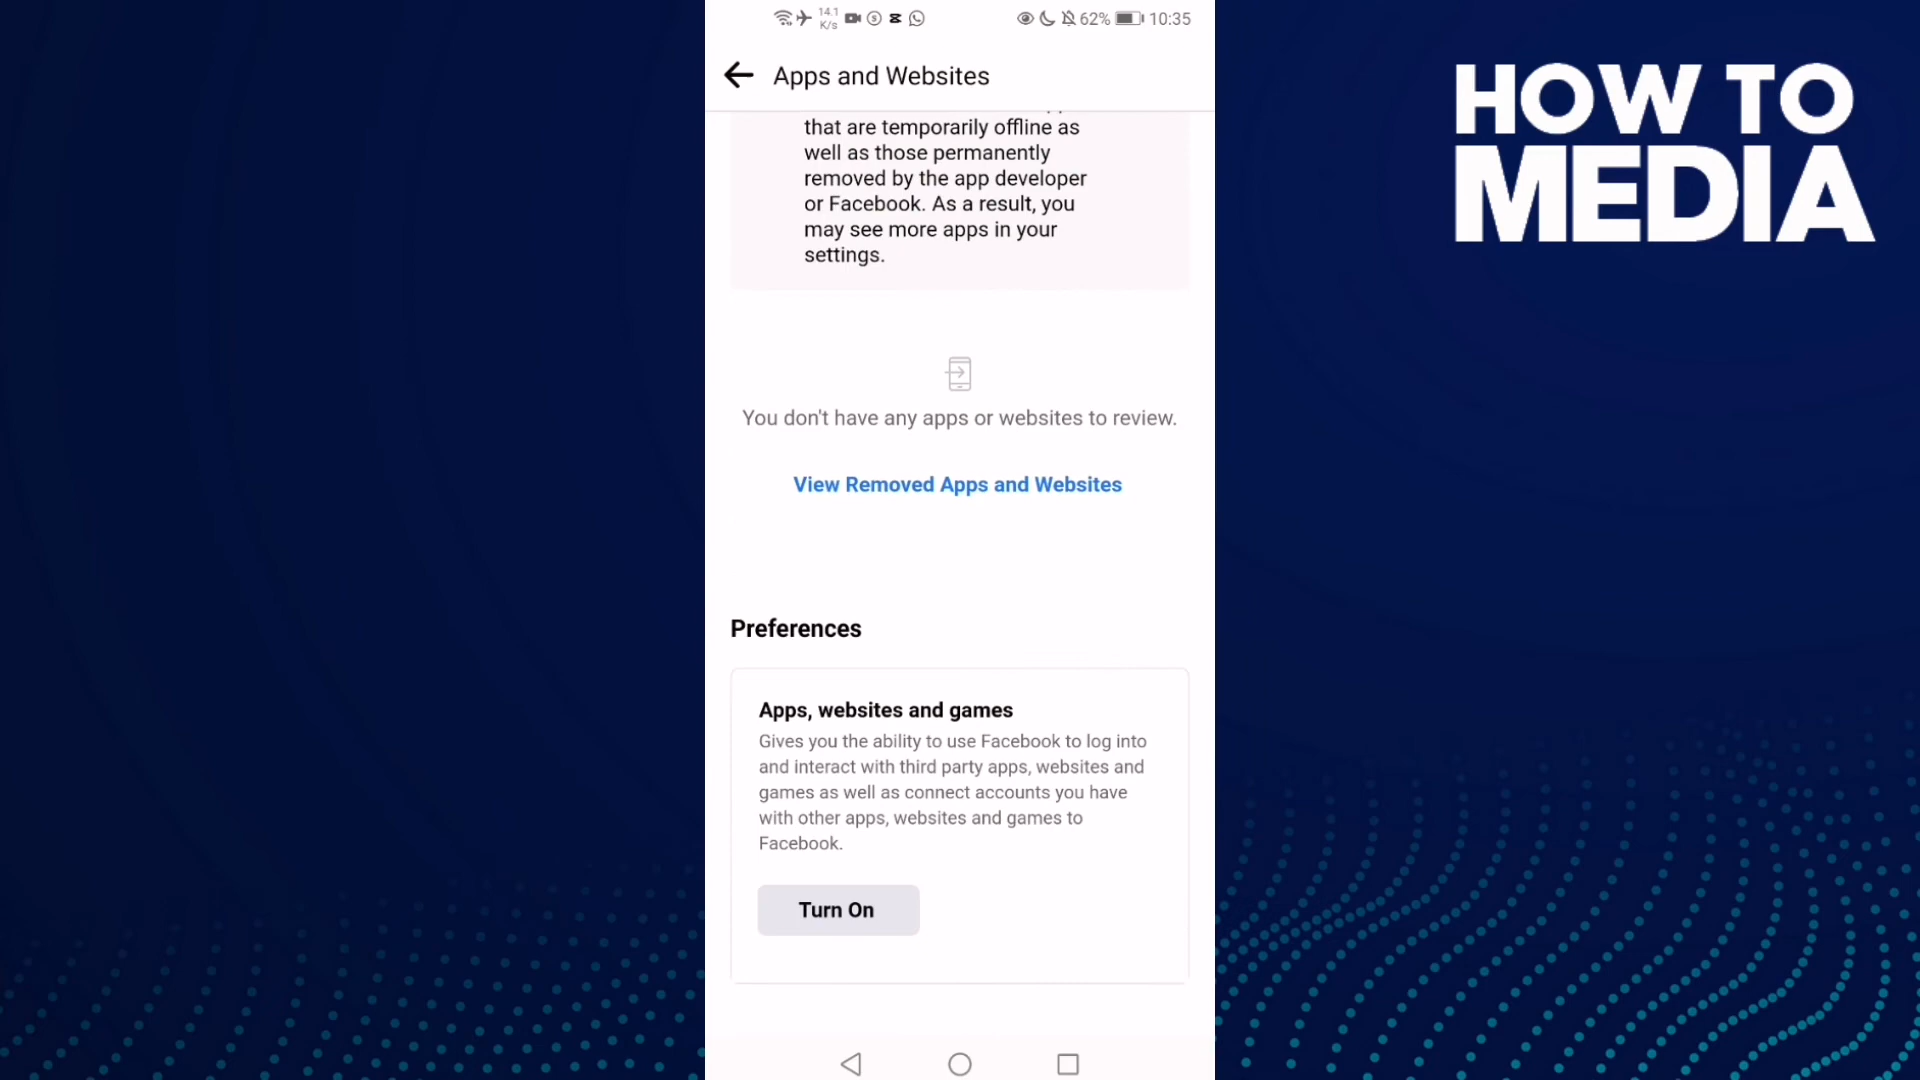 14.1
K/s
62%
10:35
Apps and Websites
that are temporarily offline as
well as those permanently
removed by the app developer
or Facebook. As a result, you
may see more apps in your
settings.
You don't have any apps or websites to review.
View Removed Apps and Websites
Preferences
Apps, websites and games
Gives you the ability to use Facebook to log into
and interact with third party apps, websites and
games as well as connect accounts you have
with other apps, websites and games to
Facebook.
Turn On
HOW TO
MEDIA